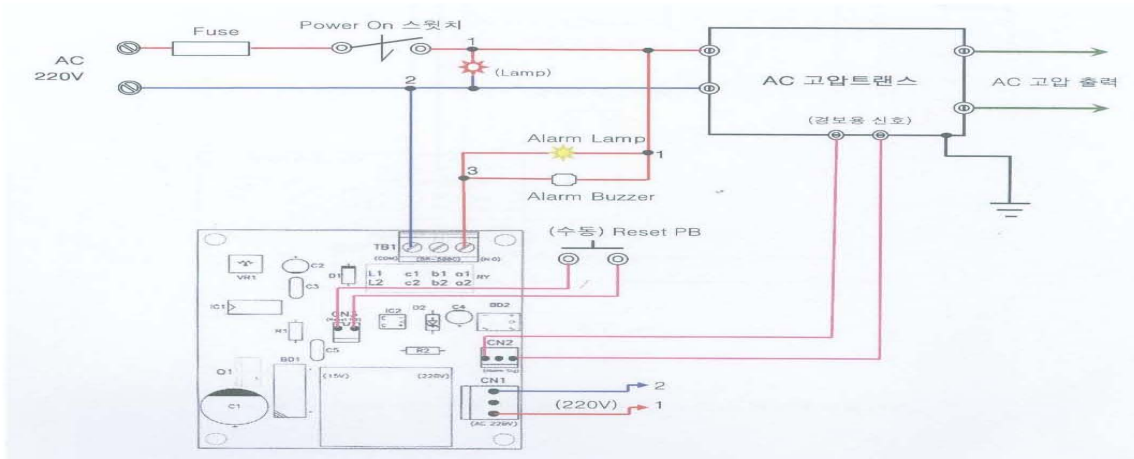 Fuse
Power On 스윗치
AC
220V
1
(Lamp)
2
AC 고압트랜스
AC 고압 출력
(경보용 신호)
Alarm Lamp
1
3
Alarm Buzzer
(수동) Reset PB
TB1
(COM)
(NO)
VR1
C2
D1
C3
L1 c1 b1 a1 RY
L2 c2 b2 a2
IC1
CN3
IC2
D2
C4
BD2
R1
C5
R2
CN2
BD1
Q1
(15V)
(220V)
CN1
C1
2
(220V)
1
(AC 220V)